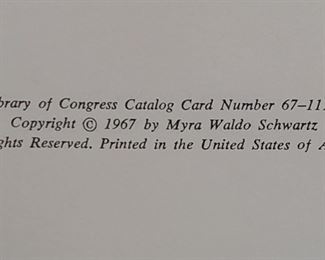 brary of Congress Catalog Card Number 67–11
Copyright © 1967 by Myra Waldo Schwartz
ghts Reserved. Printed in the United States of A